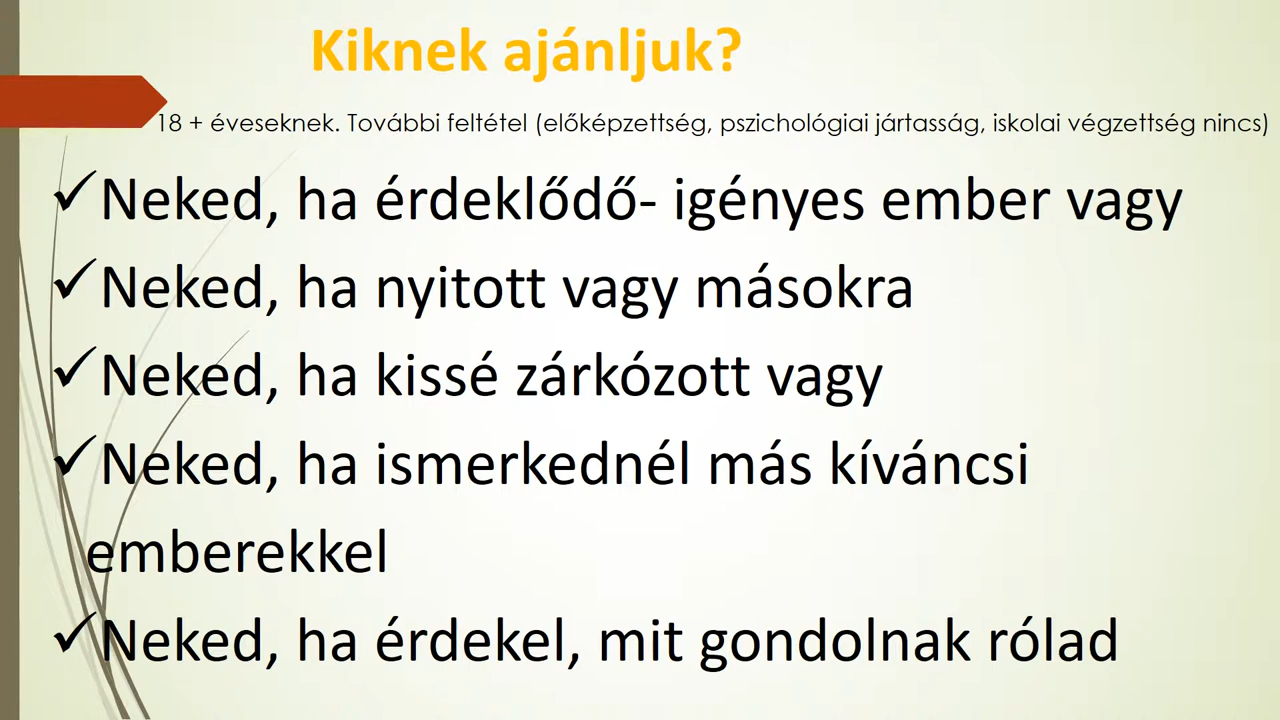 Kiknek ajánljuk?
18 + éveseknek. További feltétel (előképzettség, pszichológiai jártasság, iskolai végzettség nincs)
✓Neked, ha érdeklődő- igényes ember vagy
✓Neked, ha nyitott vagy másokra
✓Neked, ha kissé zárkózott vagy
✓Neked, ha ismerkednél más kíváncsi
emberekkel
✓Neked, ha érdekel, mit gondolnak rólad